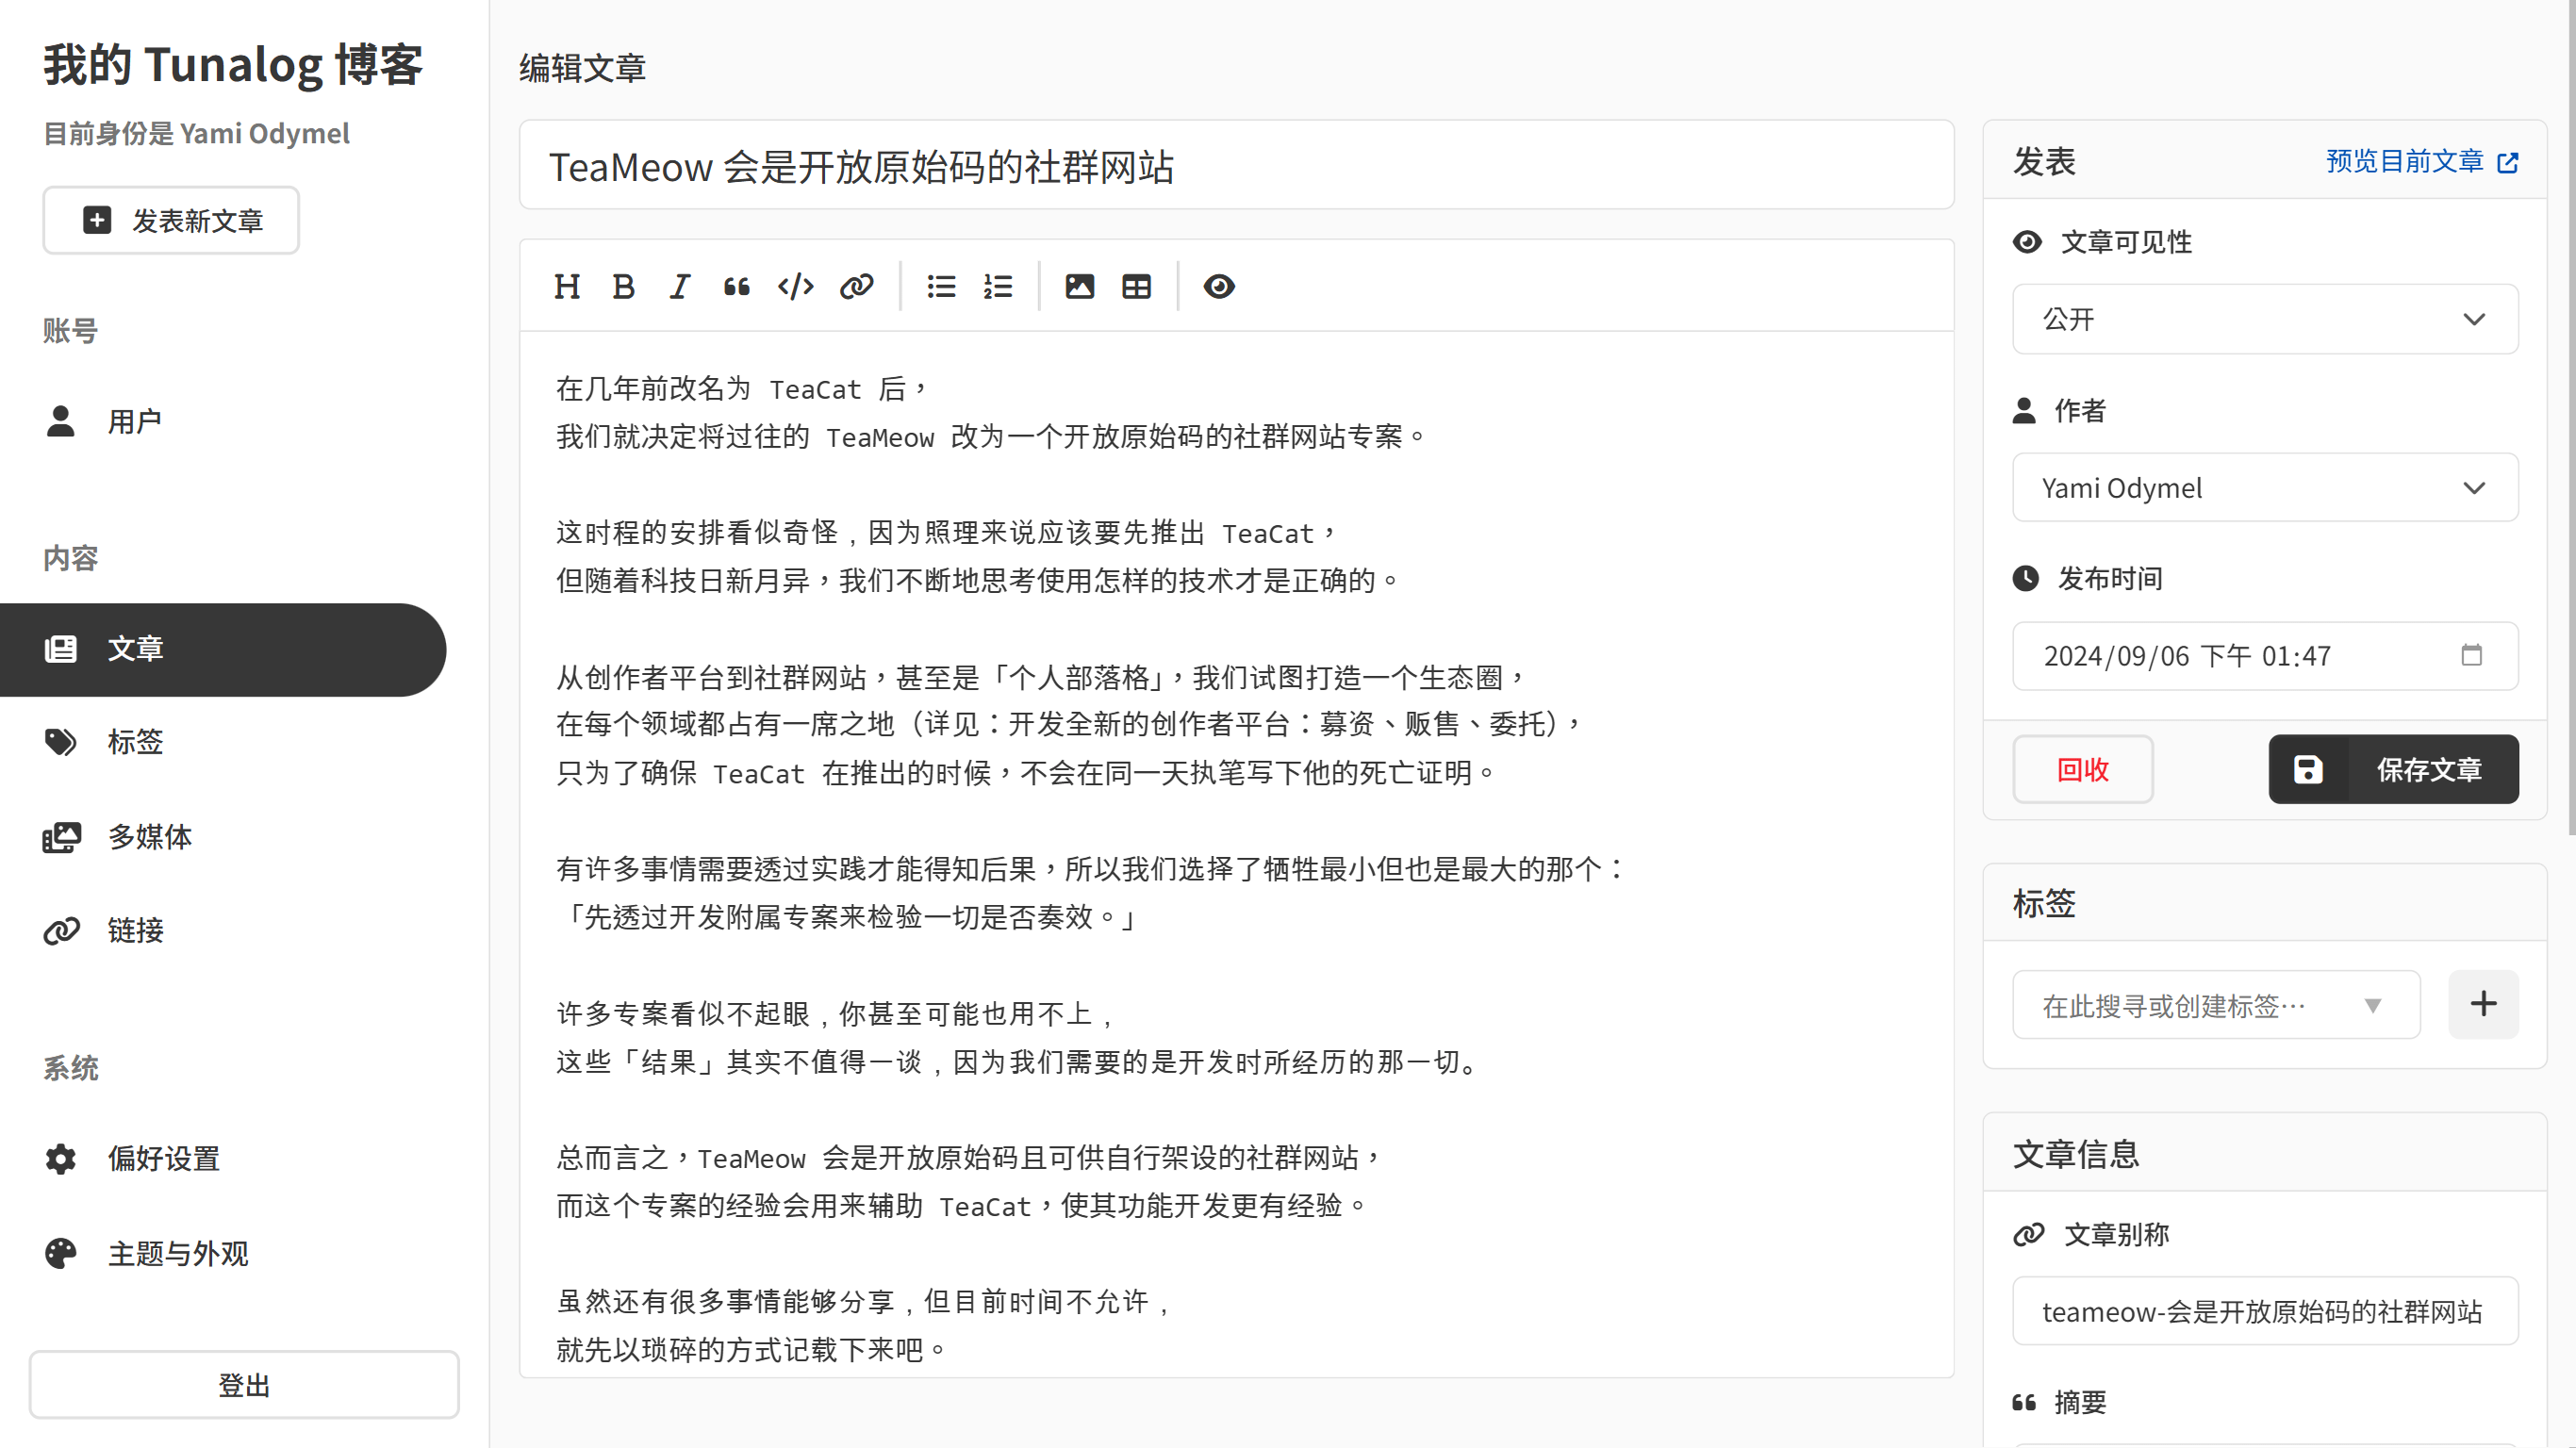 我的 Tunalog 博客
目前身份是 Yami Odymel
发表新文章
账号
用户
内容
文章
标签
多媒体
链接
系统
偏好设置
主题与外观
登出
编辑文章
TeaMeow 会是开放原始码的社群网站
在几年前改名为 TeaCat 后，
我们就决定将过往的 TeaMeow 改为一个开放原始码的社群网站专案。
这时程的安排看似奇怪，因为照理来说应该要先推出 TeaCat，
但随着科技日新月异，我们不断地思考使用怎样的技术才是正确的。
从创作者平台到社群网站，甚至是「个人部落格」，我们试图打造一个生态圈，
在每个领域都占有一席之地（详见：开发全新的创作者平台：募资、贩售、委托），
只为了确保 TeaCat 在推出的时候，不会在同一天执笔写下他的死亡证明。
有许多事情需要透过实践才能得知后果，所以我们选择了牺牲最小但也是最大的那个：
「先透过开发附属专案来检验一切是否奏效。」
许多专案看似不起眼，你甚至可能也用不上，
这些「结果」其实不值得一谈，因为我们需要的是开发时所经历的那一切。
总而言之，TeaMeow 会是开放原始码且可供自行架设的社群网站，
而这个专案的经验会用来辅助 TeaCat，使其功能开发更有经验。
虽然还有很多事情能够分享，但目前时间不允许，
就先以琐碎的方式记载下来吧。
发表
预览目前文章
文章可见性
公开
作者
Yami Odymel
发布时间
2024/09/06 下午 01:47
回收
保存文章
标签
在此搜寻或创建标签…
文章信息
文章别称
teameow-会是开放原始码的社群网站
摘要